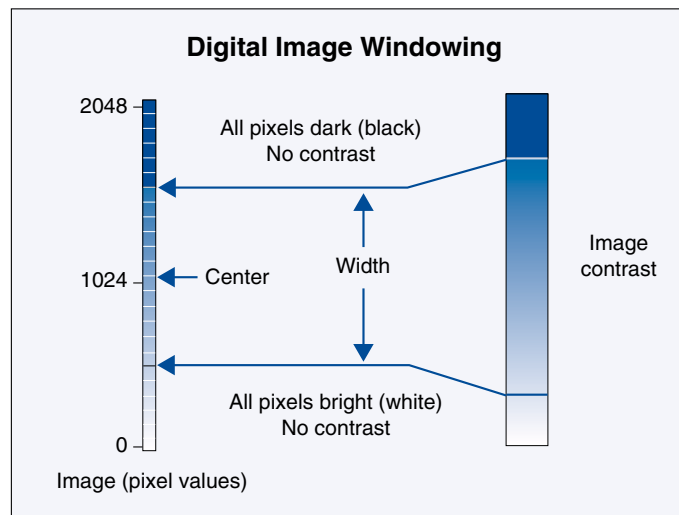 Digital Image Windowing
2048
All pixels dark (black)
No contrast
Image
contrast
Width
1024
Center
All pixels bright (white)
No contrast
0
Image (pixel values)